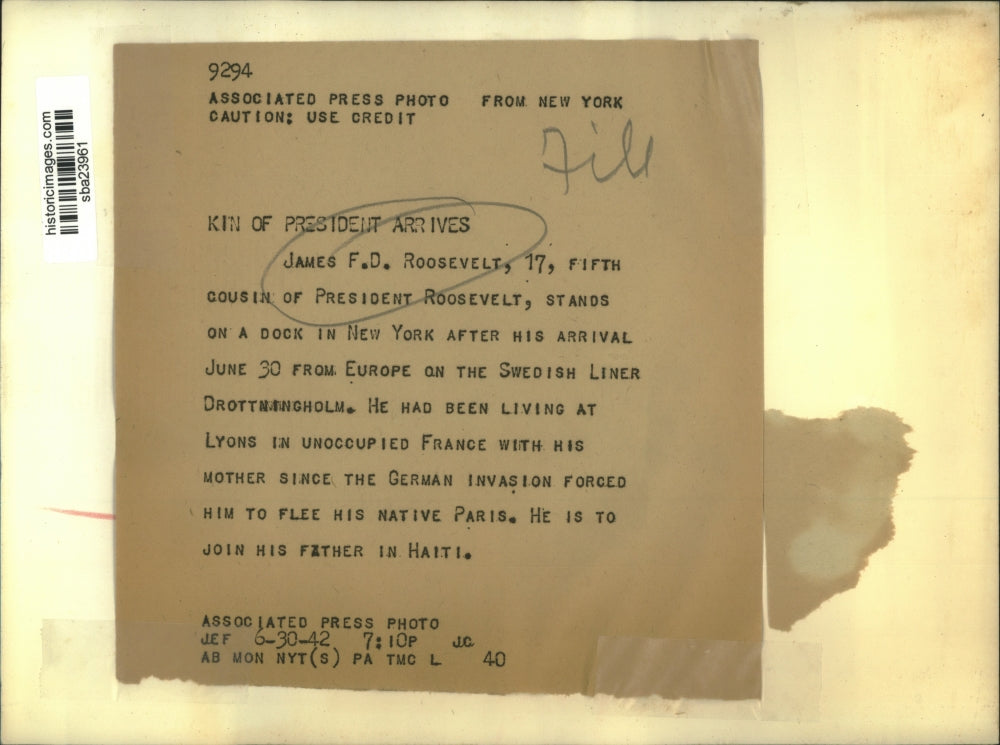 historicimages.com
sba23961
9294
ASSOCIATED PRESS PHOTO FROM NEW YORK
CAUTION: USE CREDIT
File
KIN OF PRESIDENT ARRIVES
JAMES F.D. ROOSEVELT, 17, FIFTH
COUSIN OF PRESIDENT ROOSEVELT, STANDS
ON A DOCK IN NEW YORK AFTER HIS ARRIVAL
JUNE 30 FROM EUROPE ON THE SWEDISH LINER
DROTTNINGHOLM. HE HAD BEEN LIVING AT
LYONS IN UNOCCUPIED FRANCE WITH HIS
MOTHER SINCE THE GERMAN INVASION FORCED
HIM TO FLEE HIS NATIVE PARIS. HE IS TO
JOIN HIS FATHER IN HAITI.
ASSOCIATED PRESS PHOTO
JEF 6-30-42 7:10P JG
AB MON NYT(S) PA TMC L 40